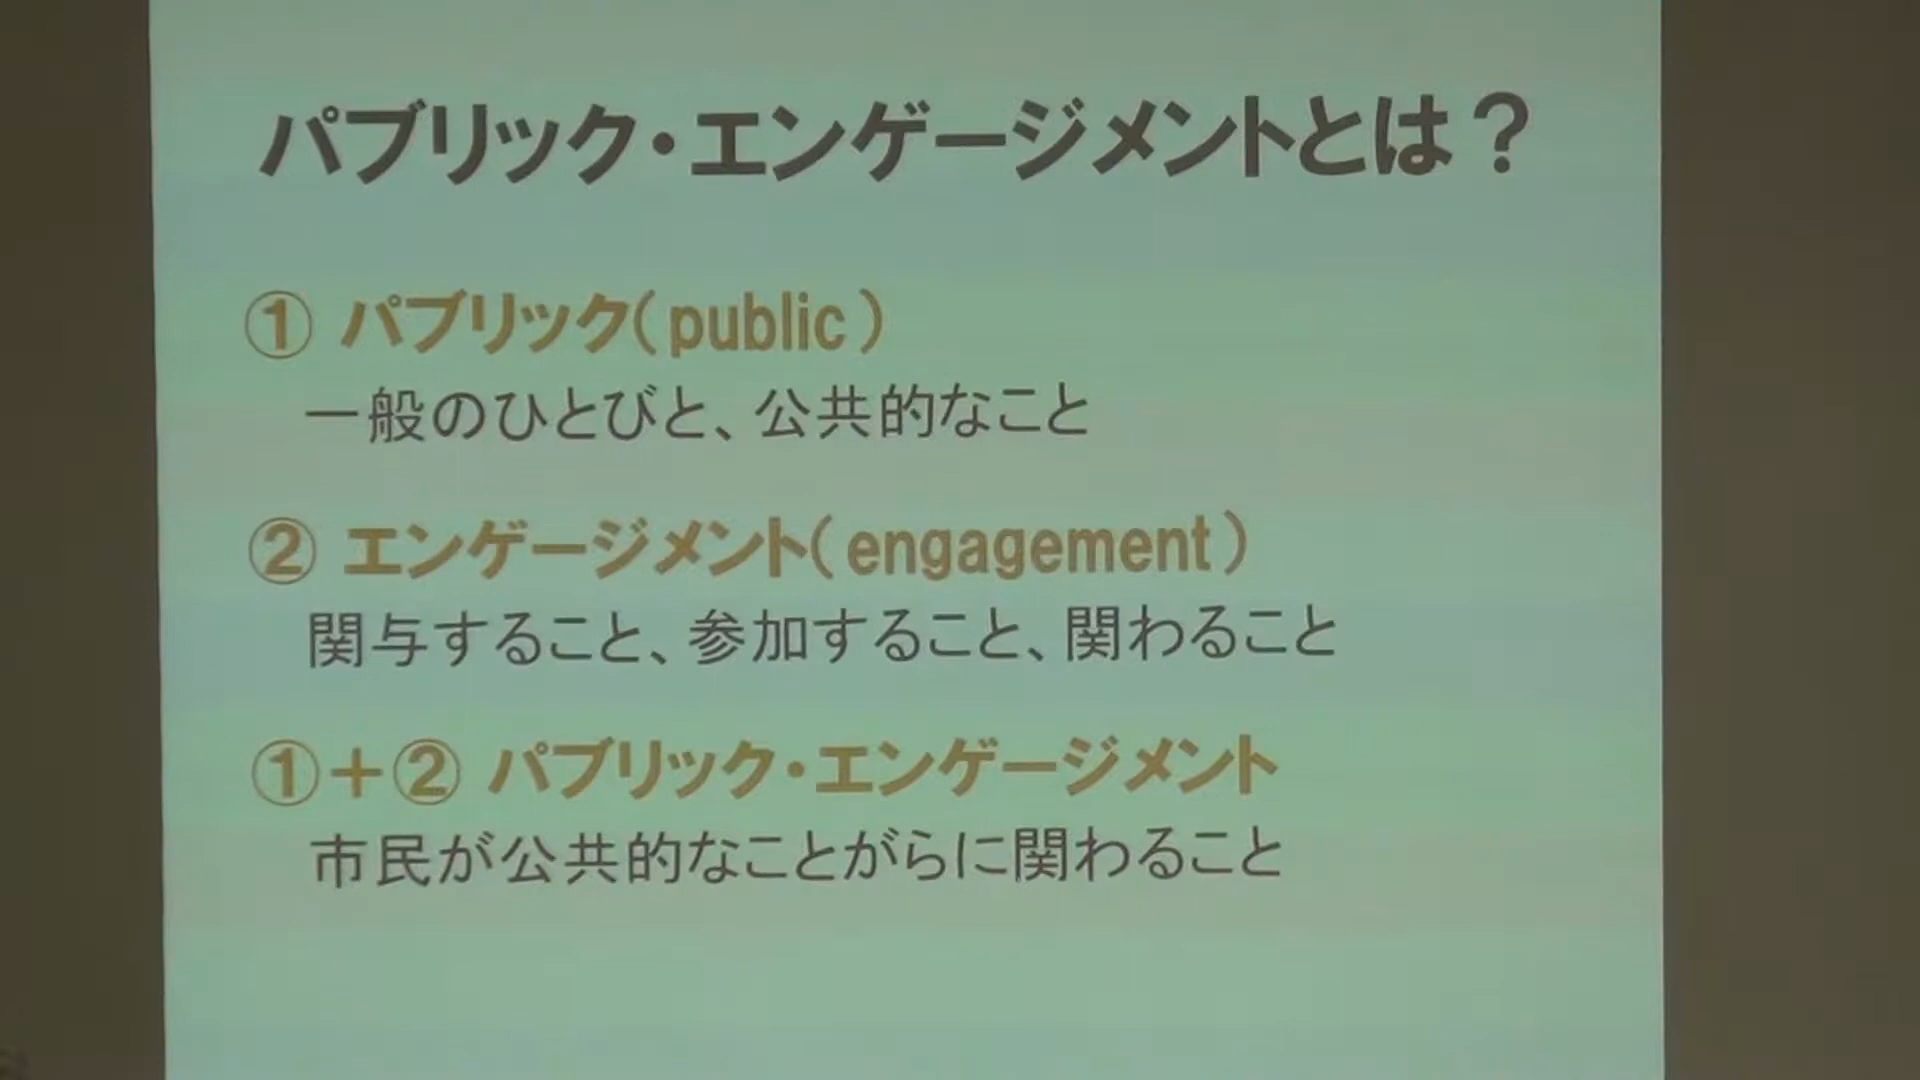 パブリック・エンゲージメントとは？
① パブリック（public）
一般のひとびと、公共的なこと
② エンゲージメント（engagement）
関与すること、参加すること、関わること
①＋② パブリック・エンゲージメント
市民が公共的なことがらに関わること